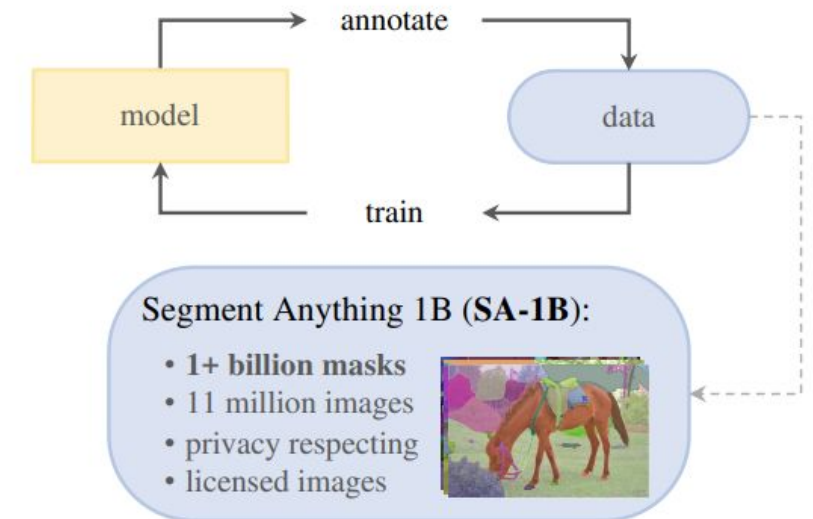 annotate
model
data
train
Segment Anything 1B (SA-1B):
• 1+ billion masks
• 11 million images
• privacy respecting
• licensed images